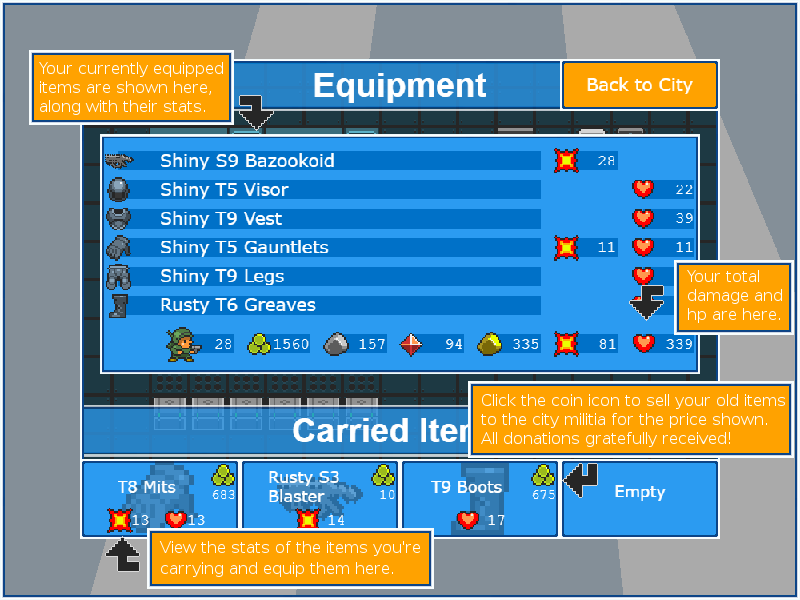 Your currently equipped
items are shown here,
along with their stats.
Equipment
Back to City
Shiny S9 Bazookoid 28
Shiny T5 Visor 22
Shiny T9 Vest 39
Shiny T5 Gauntlets 11 11
Shiny T9 Legs
Rusty T6 Greaves
Your total
damage and
hp are here.
28 1560 157 94 335 81 339
Click the coin icon to sell your old items
to the city militia for the price shown.
All donations gratefully received!
Carried Iter
T8 Mits
683
13 13
Rusty S3
Blaster
10
14
T9 Boots
675
17
Empty
View the stats of the items you're
carrying and equip them here.